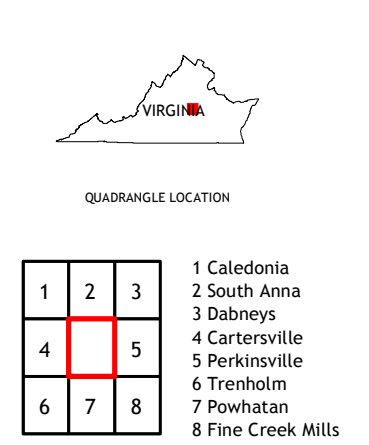 VIRGINIA
QUADRANGLE LOCATION
1 2 3
4 5
6 7 8
1 Caledonia
2 South Anna
3 Dabneys
4 Cartersville
5 Perkinsville
6 Trenholm
7 Powhatan
8 Fine Creek Mills